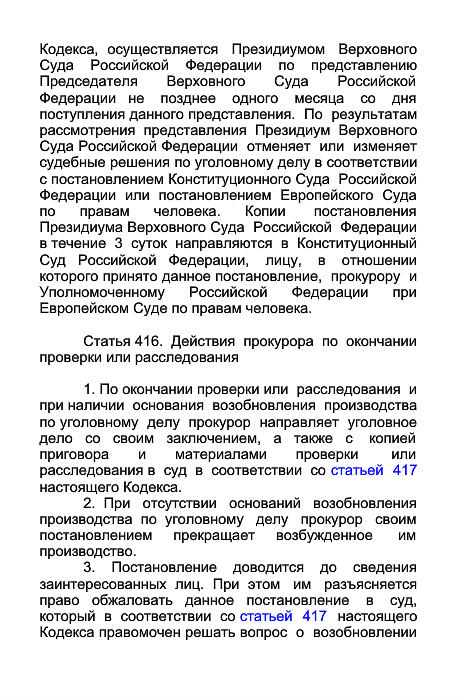 Кодекса, осуществляется Президиумом Верховного
Суда Российской Федерации по представлению
Председателя Верховного Суда Российской
Федерации не позднее одного месяца со дня
поступления данного представления. По результатам
рассмотрения представления Президиум Верховного
Суда Российской Федерации отменяет или изменяет
судебные решения по уголовному делу в соответствии
с постановлением Конституционного Суда Российской
Федерации или постановлением Европейского Суда
по правам человека. Копии постановления
Президиума Верховного Суда Российской Федерации
в течение 3 суток направляются в Конституционный
Суд Российской Федерации, лицу, в отношении
которого принято данное постановление, прокурору и
Уполномоченному Российской Федерации при
Европейском Суде по правам человека.
Статья 416. Действия прокурора по окончании
проверки или расследования
1. По окончании проверки или расследования и
при наличии основания возобновления производства
по уголовному делу прокурор направляет уголовное
дело со своим заключением, а также с копией
приговора и материалами проверки или
расследования в суд в соответствии со статьей 417
настоящего Кодекса.
2. При отсутствии оснований возобновления
производства по уголовному делу прокурор своим
постановлением прекращает возбужденное им
производство.
3. Постановление доводится до сведения
заинтересованных лиц. При этом им разъясняется
право обжаловать данное постановление в суд,
который в соответствии со статьей 417 настоящего
Кодекса правомочен решать вопрос о возобновлении